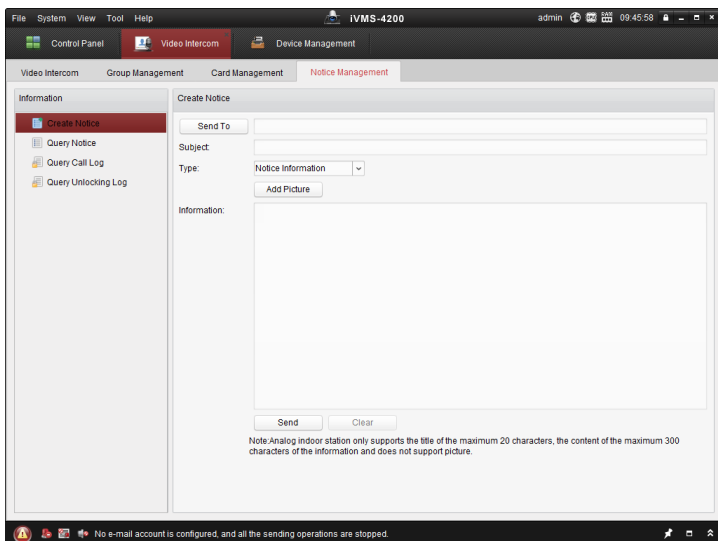 File System View Tool Help iVMS-4200 admin 09:45:58
Control Panel Video Intercom Device Management
Video Intercom Group Management Card Management Notice Management
Information
Create Notice
Query Notice
Query Call Log
Query Unlocking Log
Create Notice
Send To
Subject:
Type: Notice Information
Add Picture
Information:
Send Clear
Note:Analog indoor station only supports the title of the maximum 20 characters, the content of the maximum 300
characters of the information and does not support picture.
No e-mail account is configured, and all the sending operations are stopped.